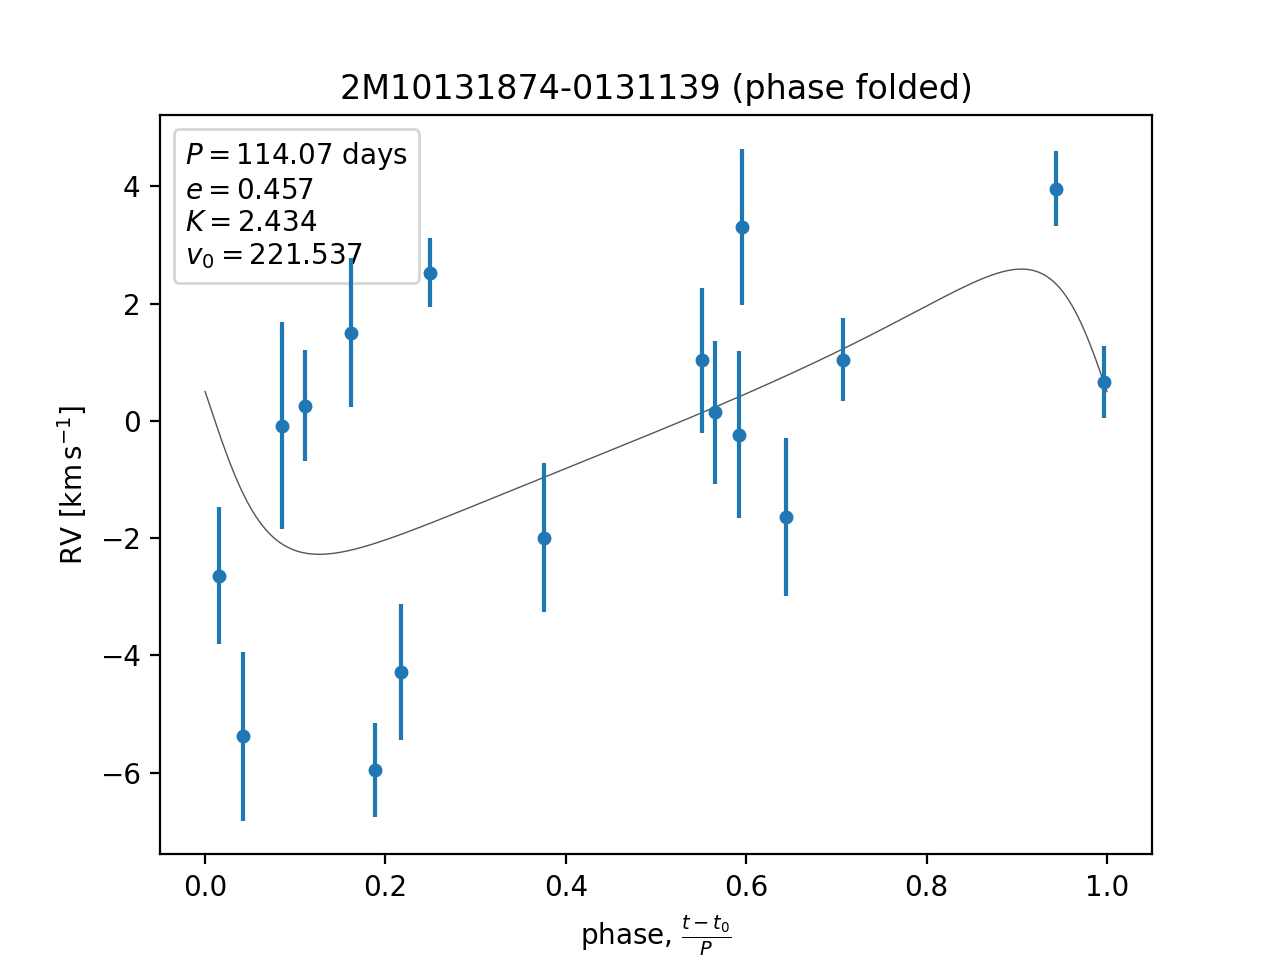 2M10131874-0131139 (phase folded)
P = 114.07 days
e = 0.457
K = 2.434
v₀ = 221.537
4
2
0
−2
−4
−6
RV [km s⁻¹]
0.0 0.2 0.4 0.6 0.8 1.0
phase, (t − t₀)/P